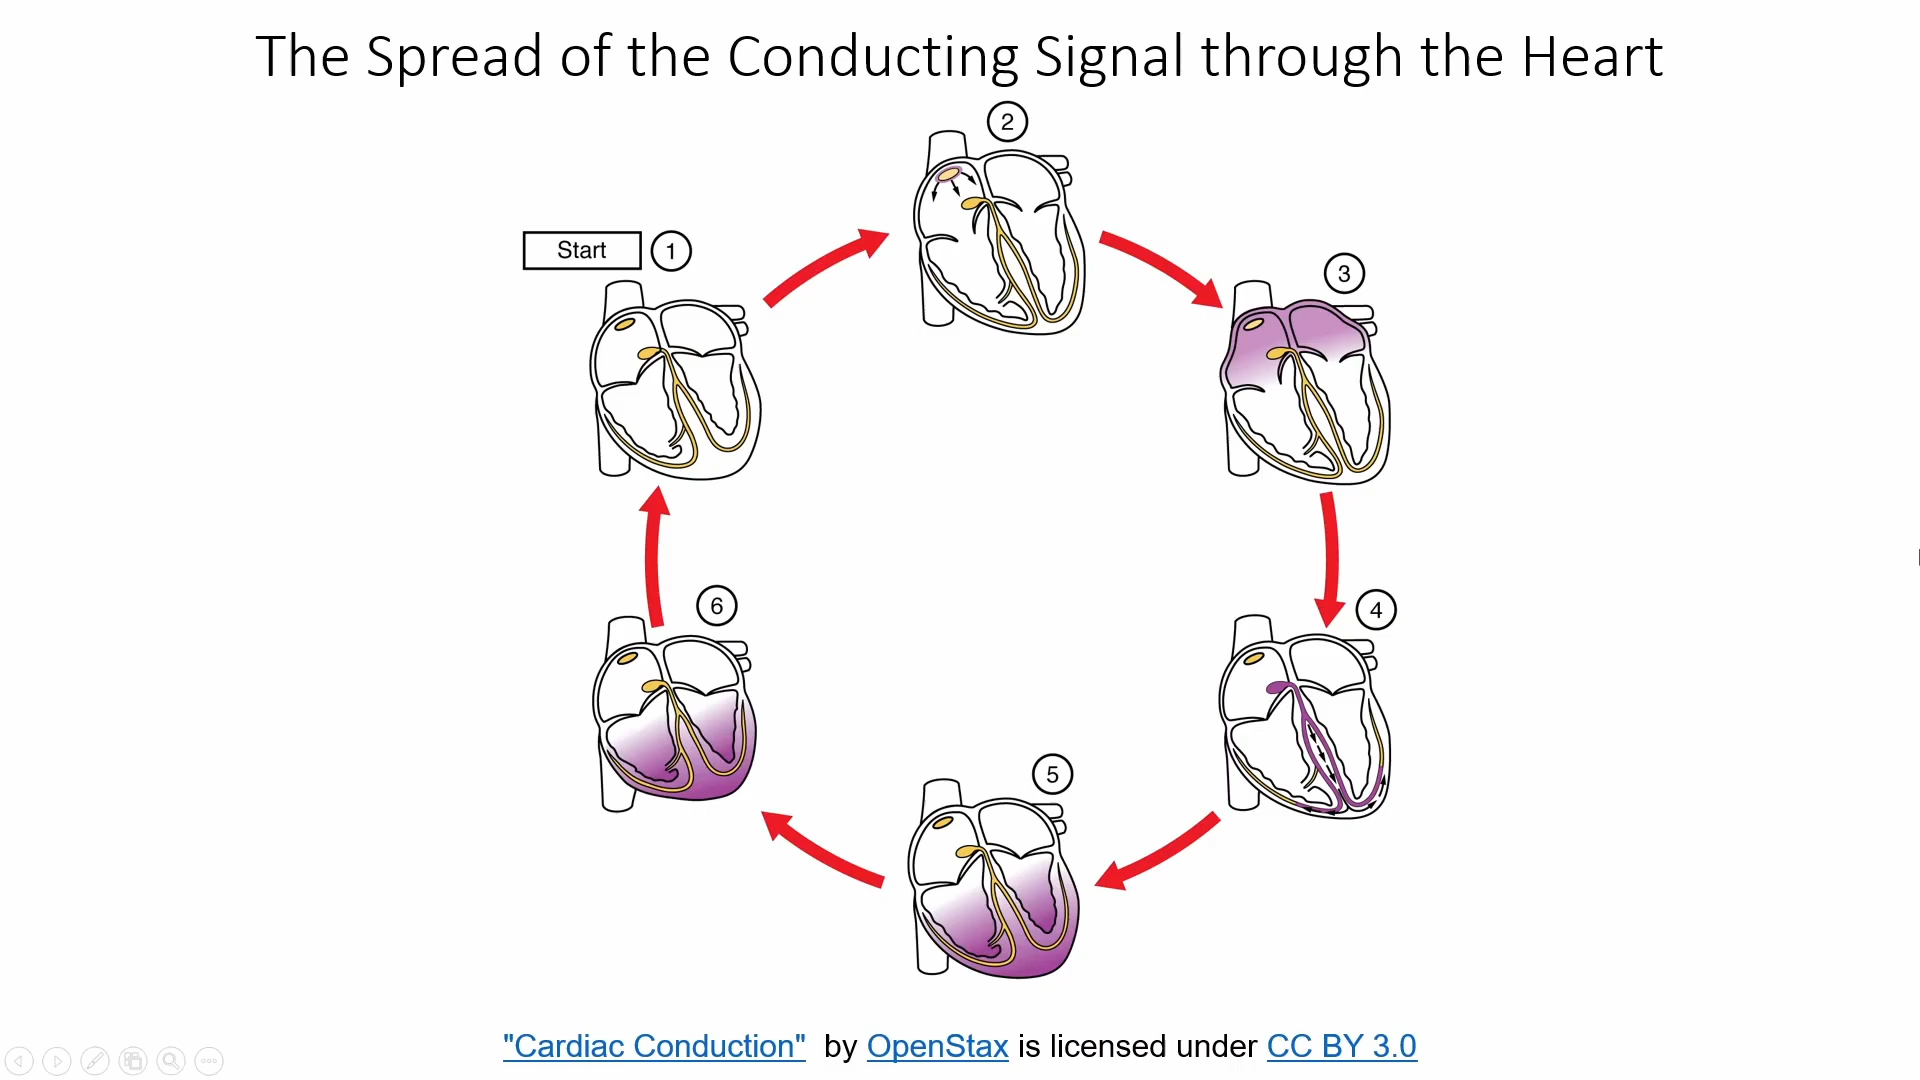 The Spread of the Conducting Signal through the Heart
2
Start 1
3
6
4
5
"Cardiac Conduction" by OpenStax is licensed under CC BY 3.0